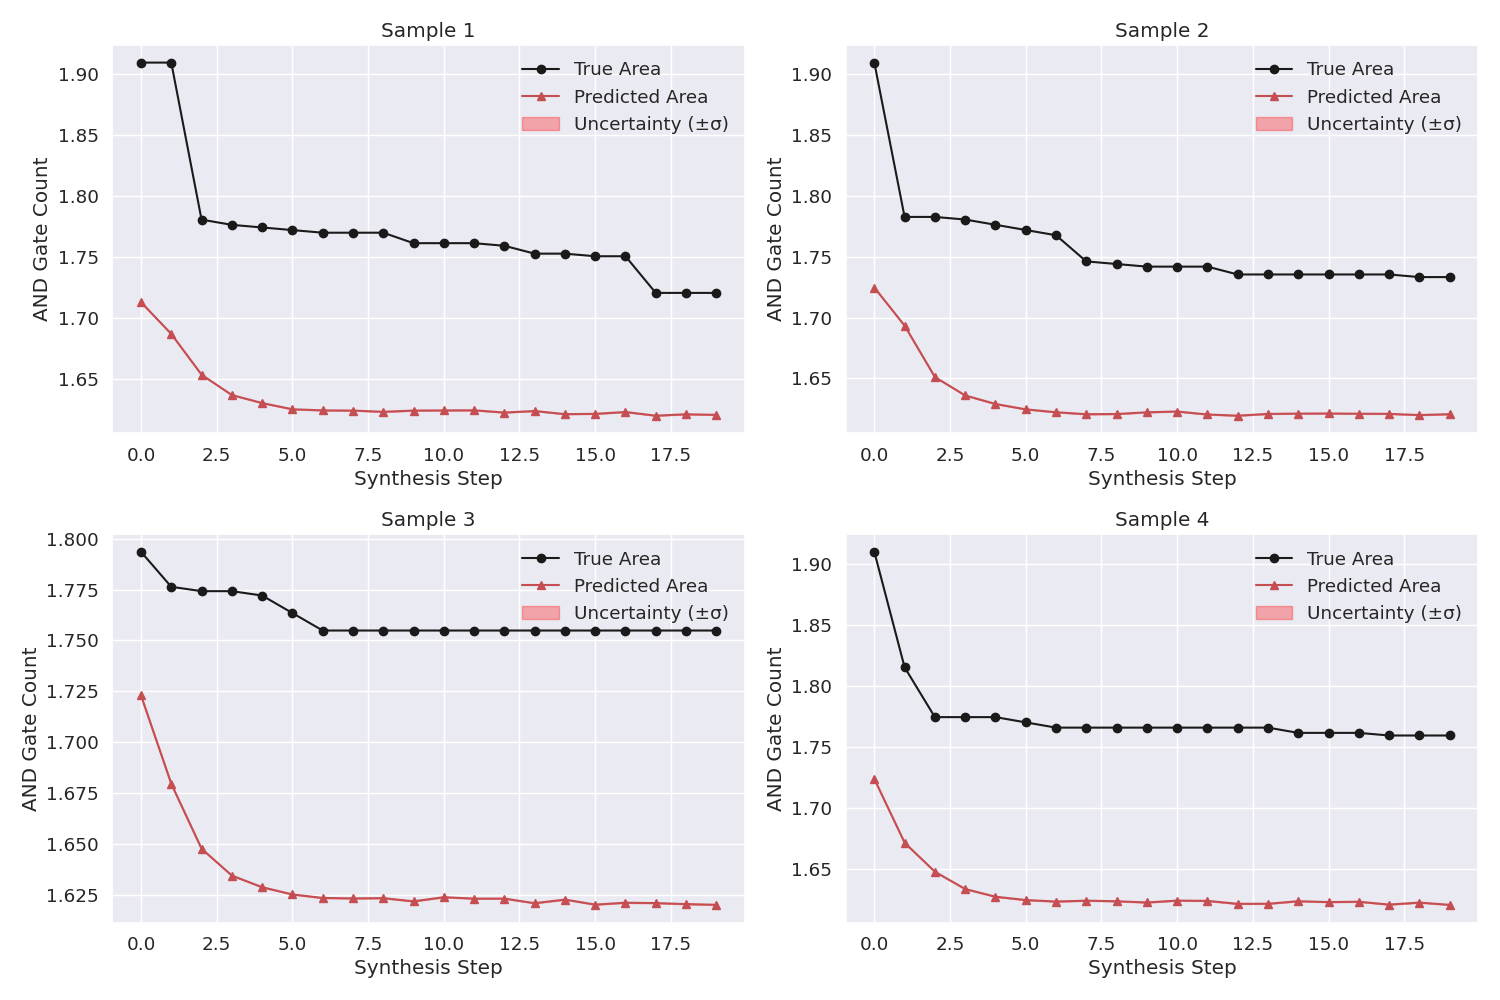 Sample 1
True Area
Predicted Area
Uncertainty (±σ)
AND Gate Count
1.90
1.85
1.80
1.75
1.70
1.65
0.0 2.5 5.0 7.5 10.0 12.5 15.0 17.5
Synthesis Step
Sample 2
True Area
Predicted Area
Uncertainty (±σ)
AND Gate Count
1.90
1.85
1.80
1.75
1.70
1.65
0.0 2.5 5.0 7.5 10.0 12.5 15.0 17.5
Synthesis Step
Sample 3
True Area
Predicted Area
Uncertainty (±σ)
AND Gate Count
1.800
1.775
1.750
1.725
1.700
1.675
1.650
1.625
0.0 2.5 5.0 7.5 10.0 12.5 15.0 17.5
Synthesis Step
Sample 4
True Area
Predicted Area
Uncertainty (±σ)
AND Gate Count
1.90
1.85
1.80
1.75
1.70
1.65
0.0 2.5 5.0 7.5 10.0 12.5 15.0 17.5
Synthesis Step